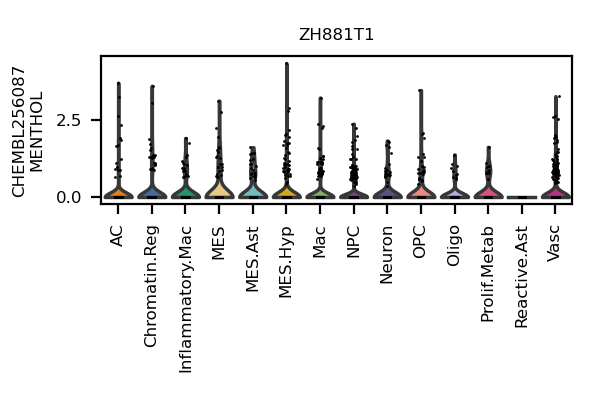 ZH881T1
CHEMBL256087
MENTHOL
2.5
0.0
AC
Chromatin.Reg
Inflammatory.Mac
MES
MES.Ast
MES.Hyp
Mac
NPC
Neuron
OPC
Oligo
Prolif.Metab
Reactive.Ast
Vasc